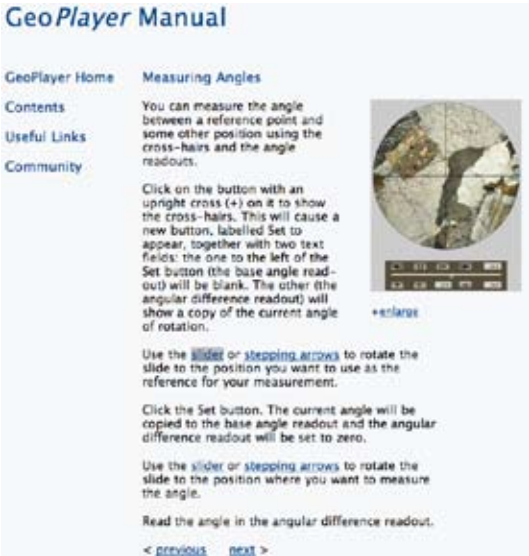 GeoPlayer Manual
GeoPlayer Home
Contents
Useful Links
Community
Measuring Angles
You can measure the angle
between a reference point and
some other position using the
cross-hairs and the angle
readouts.
Click on the button with an
upright cross (+) on it to show
the cross-hairs. This will cause a
new button, labelled Set to
appear, together with two text
fields: the one to the left of the
Set button (the base angle read-
out) will be blank. The other (the
angular difference readout) will
show a copy of the current angle
of rotation.
+enlarge
Use the slider or stepping arrows to rotate the
slide to the position you want to use as the
reference for your measurement.
Click the Set button. The current angle will be
copied to the base angle readout and the angular
difference readout will be set to zero.
Use the slider or stepping arrows to rotate the
slide to the position where you want to measure
the angle.
Read the angle in the angular difference readout.
< previous next >